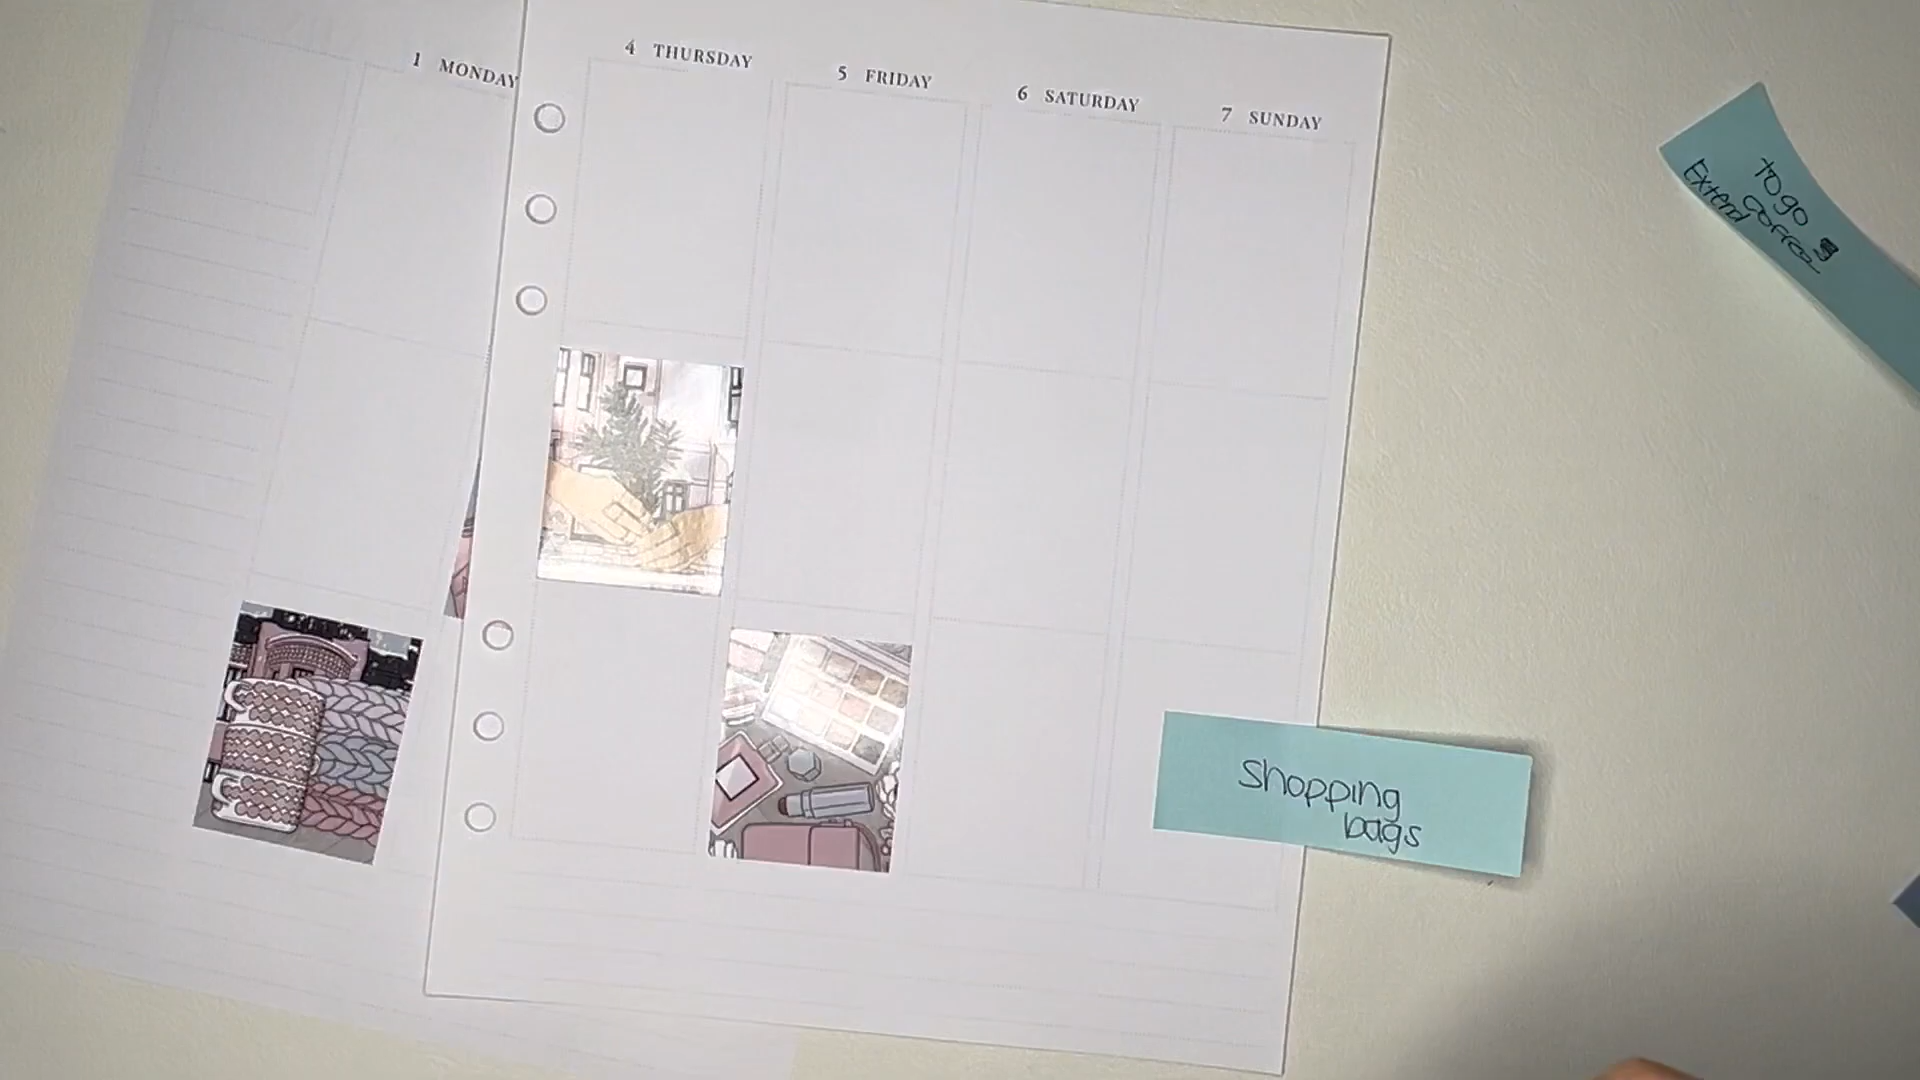 1 MONDAY
4 THURSDAY
5 FRIDAY
6 SATURDAY
7 SUNDAY
to go
coffee
Extend
shopping
bags